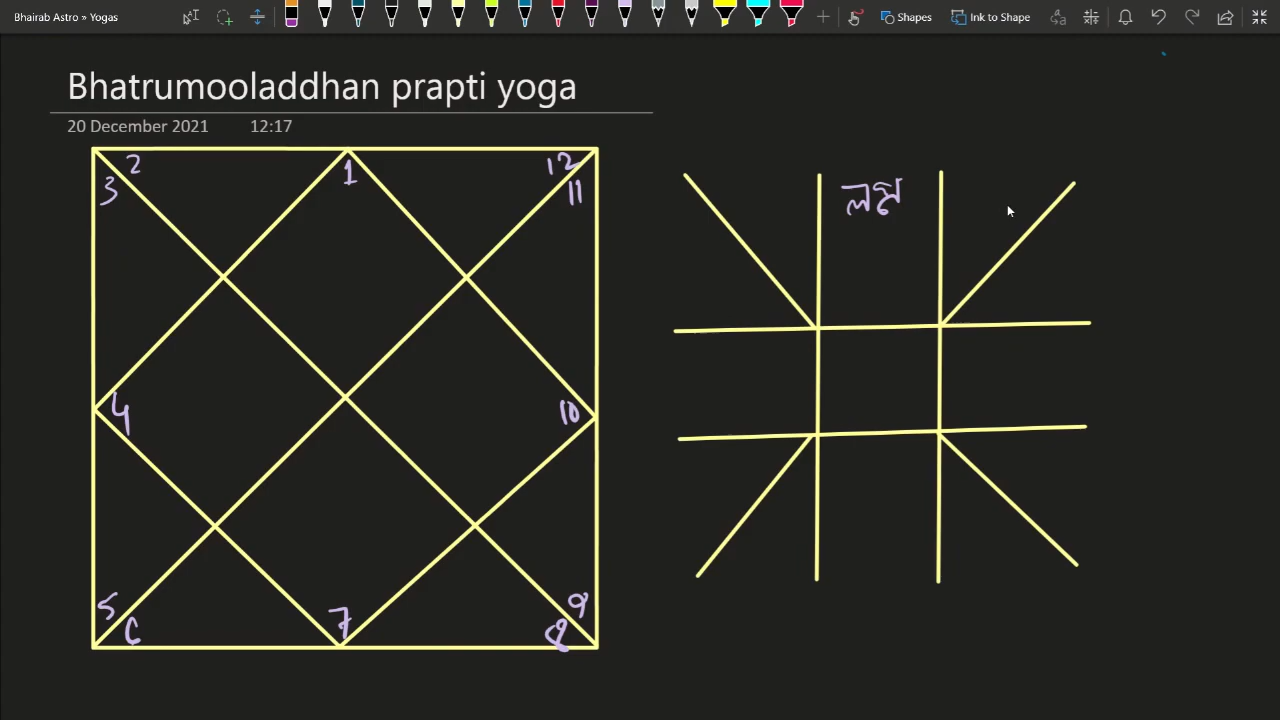 Bhairab Astro » Yogas
Shapes
Ink to Shape
Bhatrumooladdhan prapti yoga
20 December 2021 12:17
2
1
12
3
11
লগ্ন
4
10
5
9
6
7
8